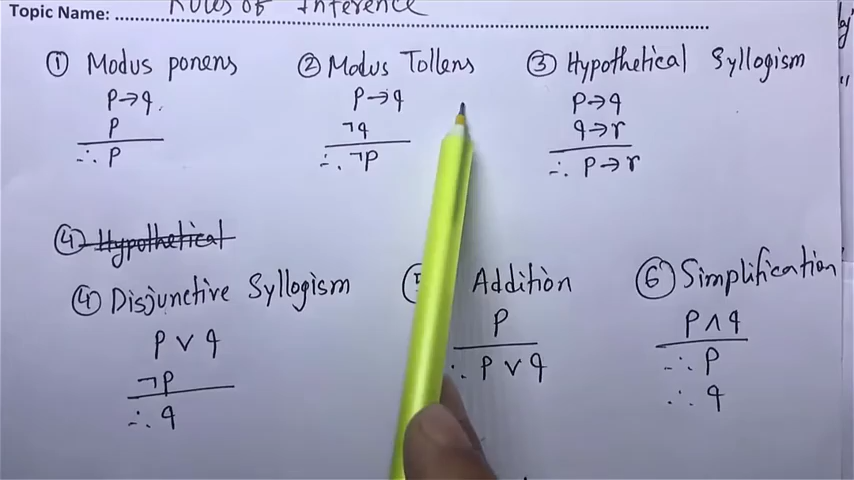 Topic Name: Rules of Inference
① Modus ponens
P→q
P
∴ P
② Modus Tollens
P→q
¬q
∴ ¬P
③ Hypothetical Syllogism
P→q
q→r
∴ P→r
④ Hypothetical
④ Disjunctive Syllogism
P ∨ q
¬P
∴ q
Addition
P
∴ P ∨ q
⑥ Simplification
P ∧ q
∴ P
∴ q